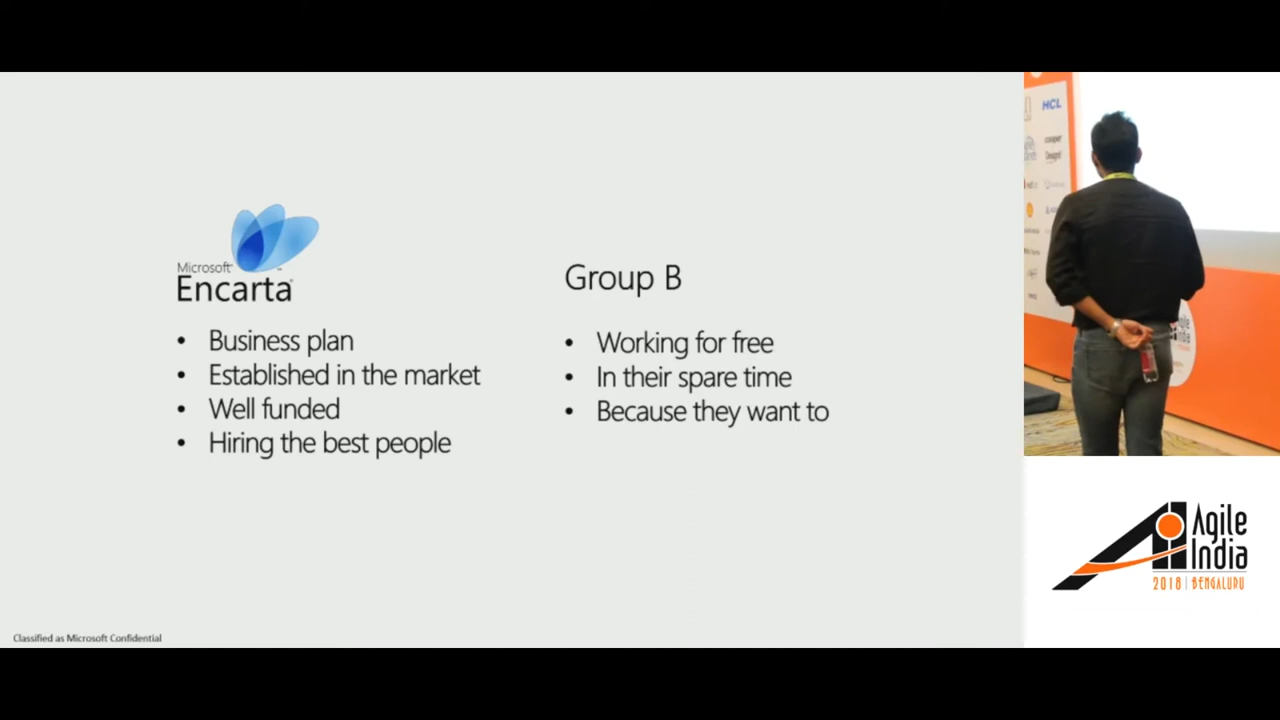 Microsoft
Encarta
• Business plan
• Established in the market
• Well funded
• Hiring the best people
Group B
• Working for free
• In their spare time
• Because they want to
Classified as Microsoft Confidential
HCL
cooper
Agile
India
2018 | BENGALURU